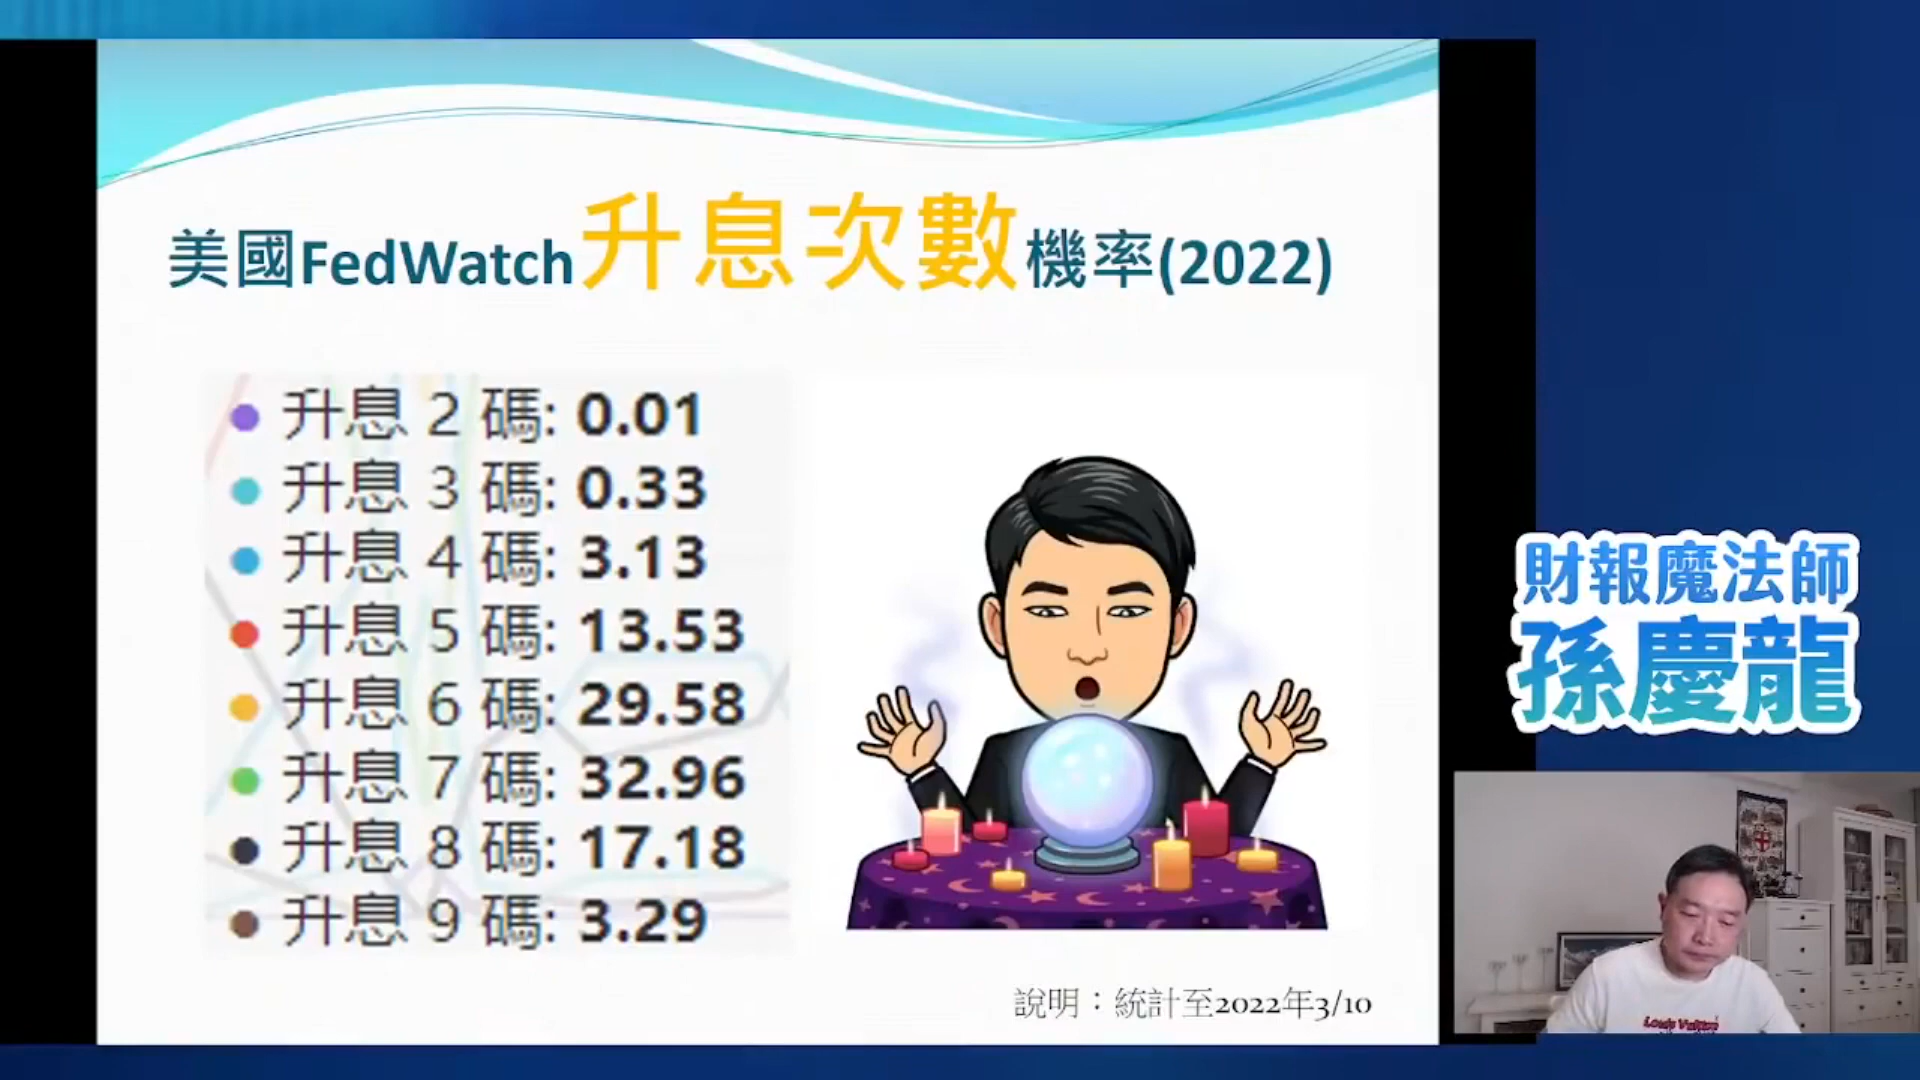 美國FedWatch升息次數機率(2022)
升息 2 碼: 0.01
升息 3 碼: 0.33
升息 4 碼: 3.13
升息 5 碼: 13.53
升息 6 碼: 29.58
升息 7 碼: 32.96
升息 8 碼: 17.18
升息 9 碼: 3.29
說明：統計至2022年3/10
財報魔法師
孫慶龍